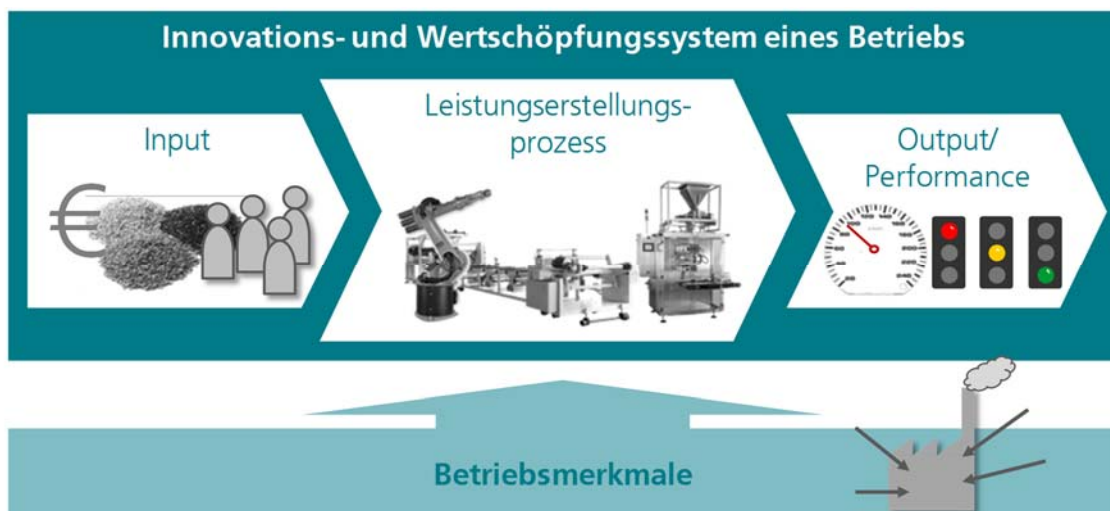 Innovations- und Wertschöpfungssystem eines Betriebs
Input
Leistungserstellungs-
prozess
Output/
Performance
Betriebsmerkmale